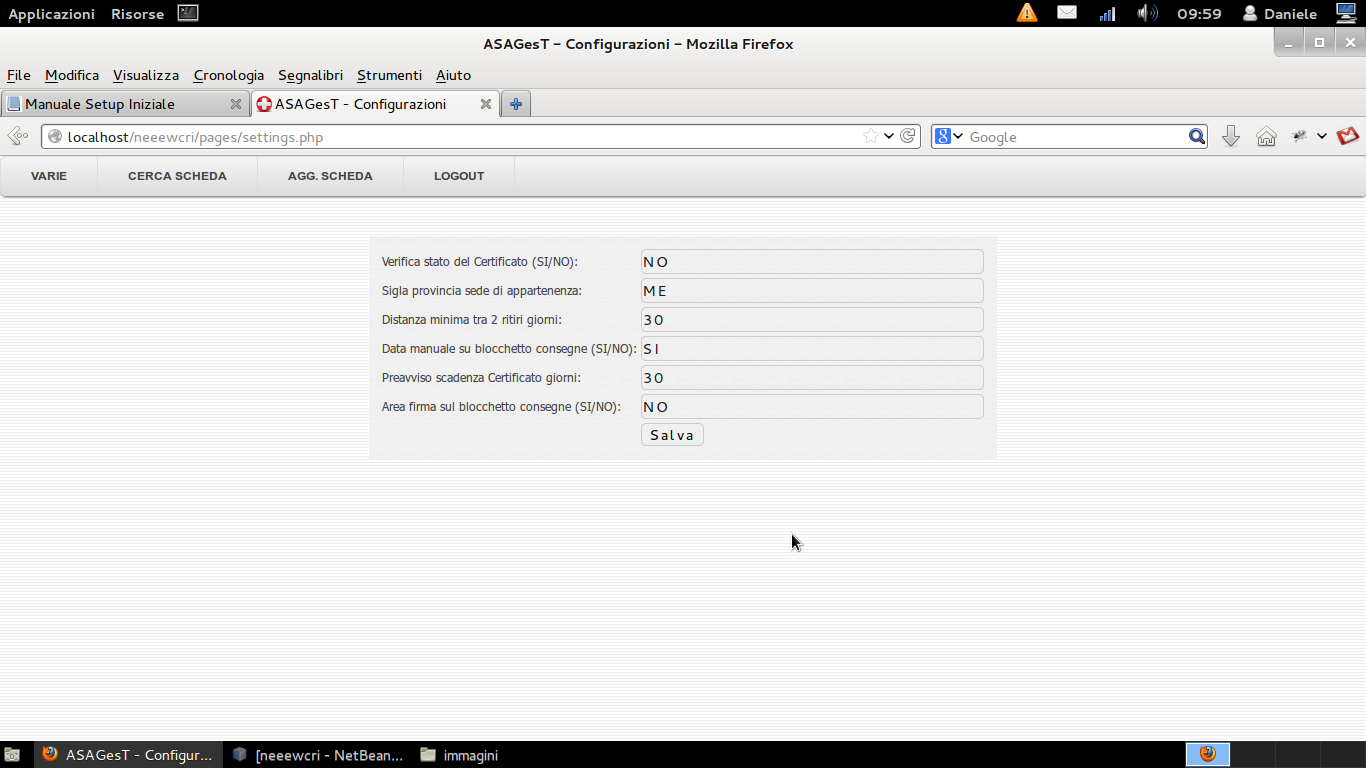 Applicazioni Risorse 09:59 Daniele
ASAGesT - Configurazioni - Mozilla Firefox
File Modifica Visualizza Cronologia Segnalibri Strumenti Aiuto
Manuale Setup Iniziale ASAGesT - Configurazioni
localhost/neeewcri/pages/settings.php Google
VARIE CERCA SCHEDA AGG. SCHEDA LOGOUT
Verifica stato del Certificato (SI/NO): NO
Sigla provincia sede di appartenenza: ME
Distanza minima tra 2 ritiri giorni: 30
Data manuale su blocchetto consegne (SI/NO): SI
Preavviso scadenza Certificato giorni: 30
Area firma sul blocchetto consegne (SI/NO): NO
Salva
ASAGesT - Configur... [neeewcri - NetBean... immagini